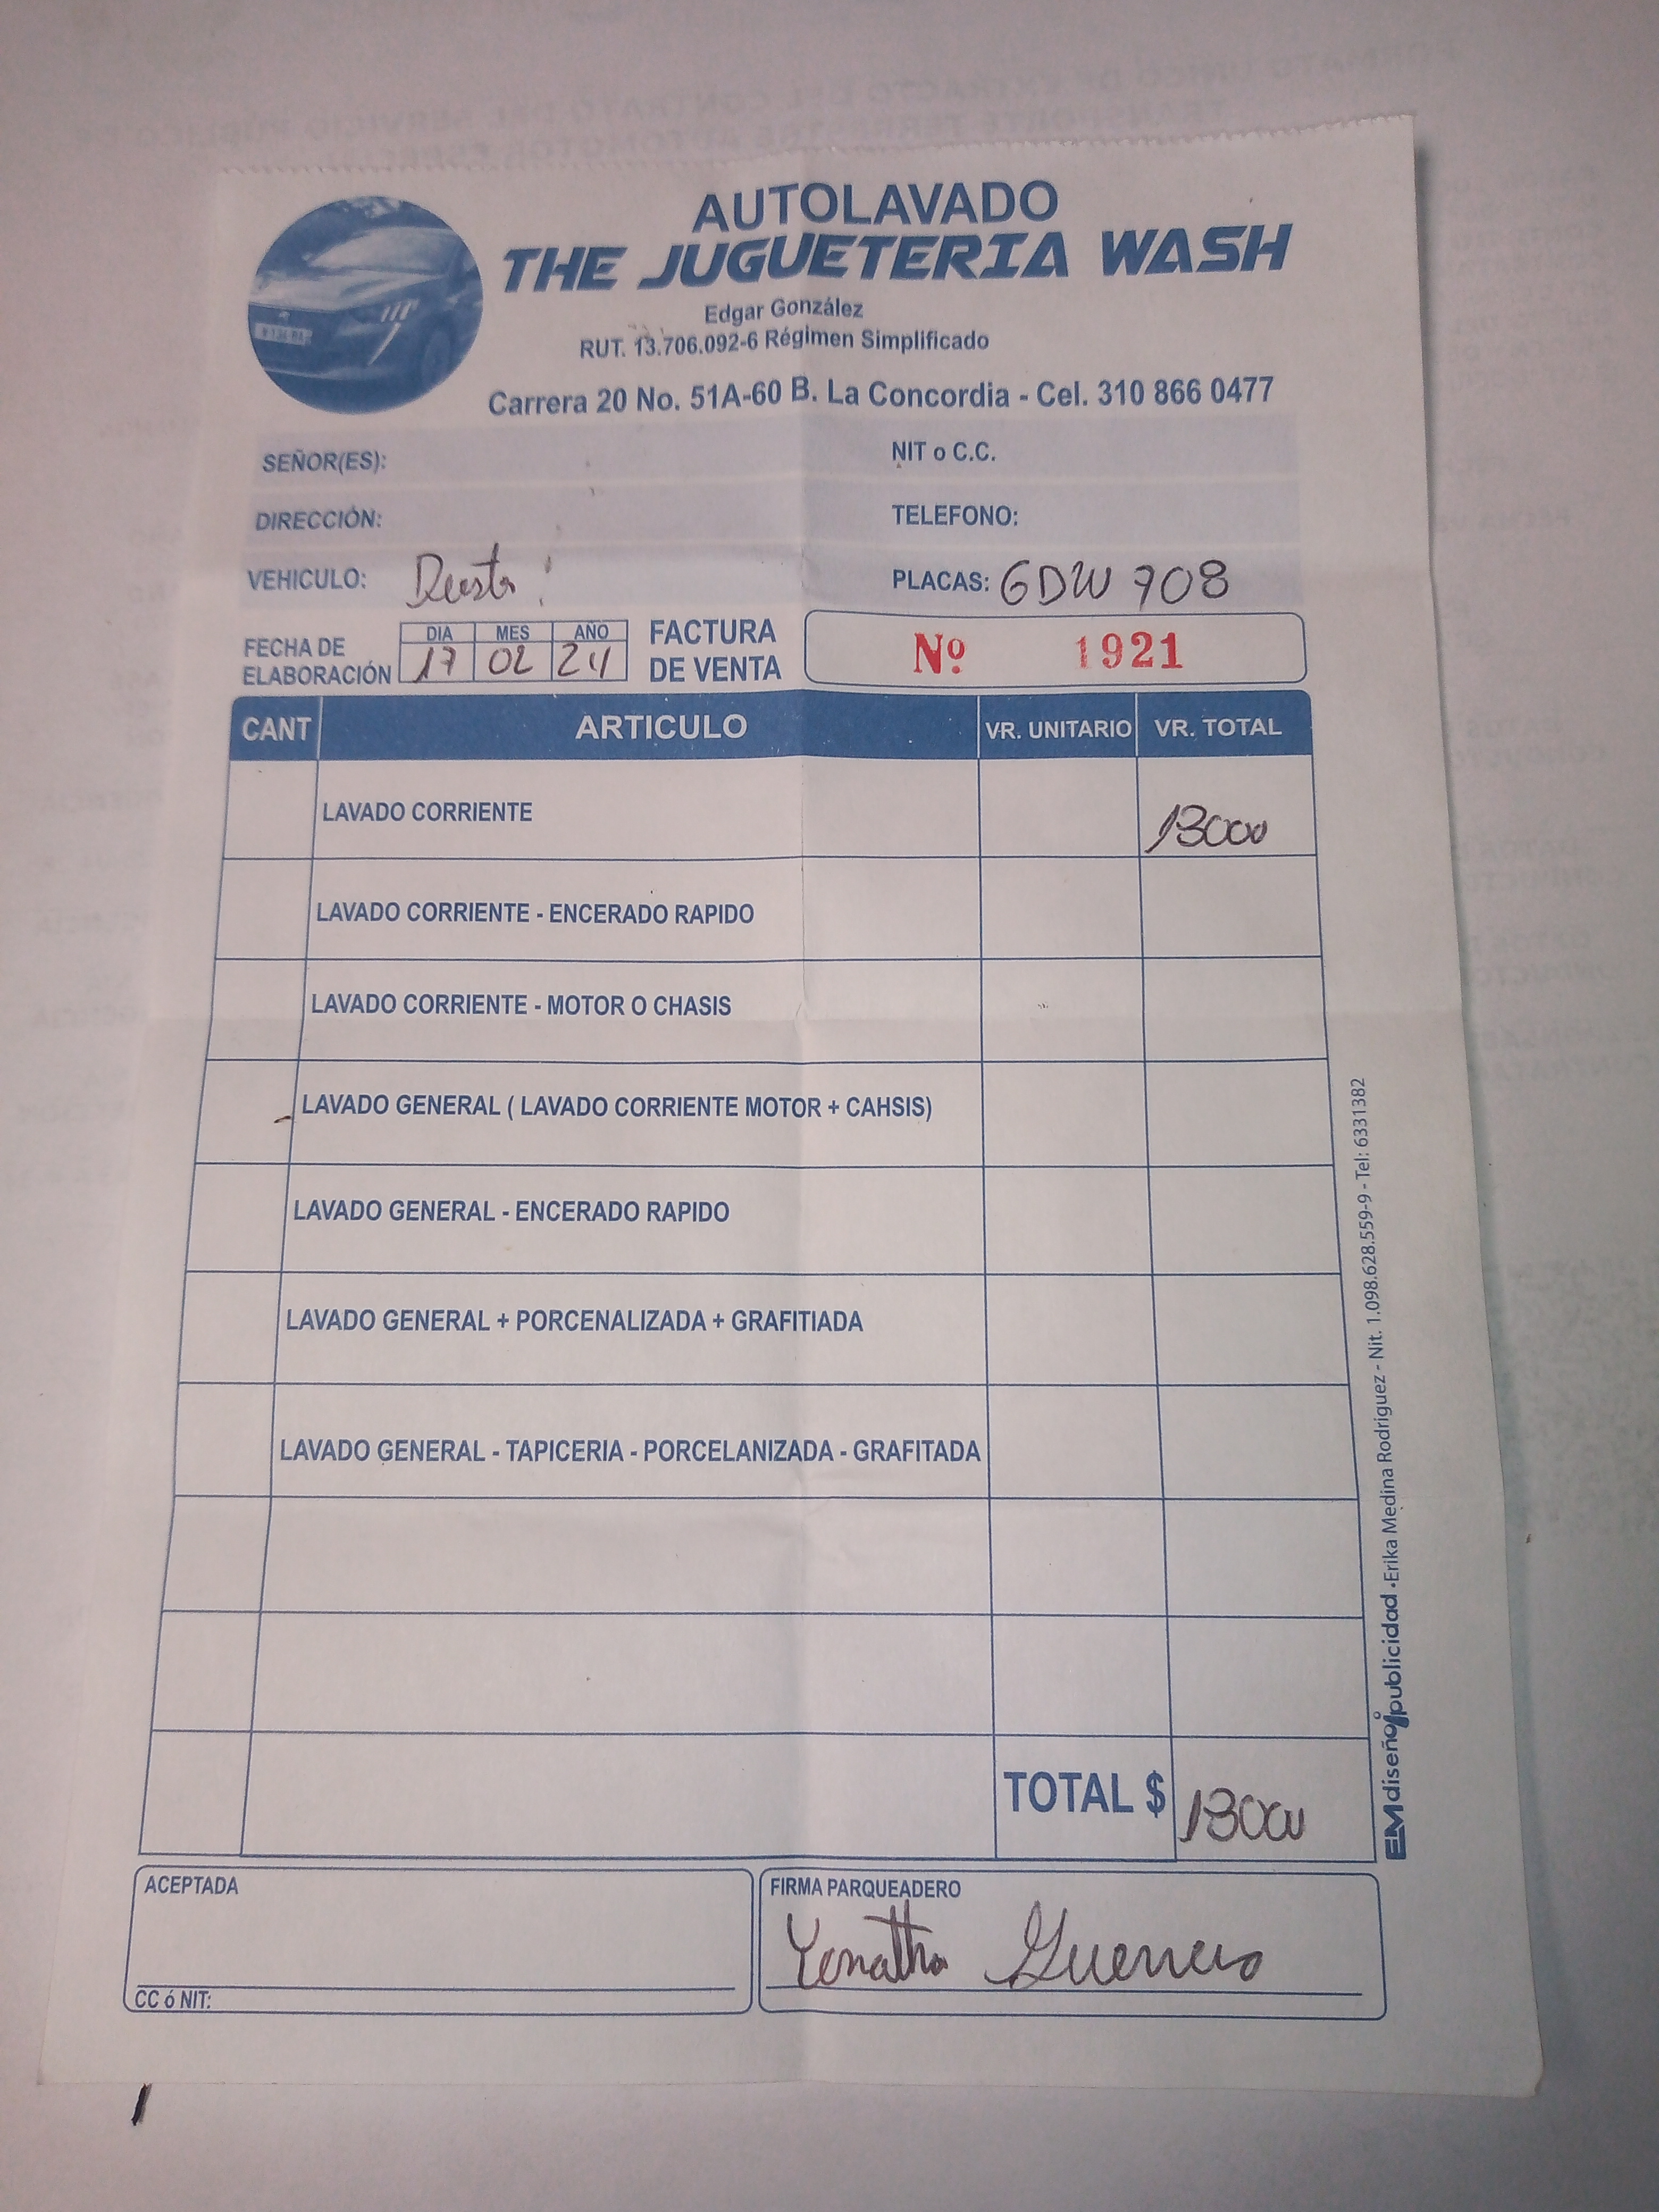 AUTOLAVADO
THE JUGUETERIA WASH
Edgar González
RUT. 13.706.092-6 Régimen Simplificado
Carrera 20 No. 51A-60 B. La Concordia - Cel. 310 866 0477
SEÑOR(ES): NIT o C.C.
DIRECCIÓN: TELEFONO:
VEHICULO: PLACAS: GDW 708
FECHA DE ELABORACIÓN DIA MES AÑO 17 02 24 FACTURA DE VENTA Nº 1921
CANT ARTICULO VR. UNITARIO VR. TOTAL
LAVADO CORRIENTE 13000
LAVADO CORRIENTE - ENCERADO RAPIDO
LAVADO CORRIENTE - MOTOR O CHASIS
LAVADO GENERAL ( LAVADO CORRIENTE MOTOR + CAHSIS)
LAVADO GENERAL - ENCERADO RAPIDO
LAVADO GENERAL + PORCENALIZADA + GRAFITIADA
LAVADO GENERAL - TAPICERIA - PORCELANIZADA - GRAFITADA
TOTAL $ 13000
ACEPTADA
CC ó NIT:
FIRMA PARQUEADERO
Yonatha Guerrero
EM diseño publicidad • Erika Medina Rodríguez - Nit. 1.098.628.559-9 - Tel: 6331382